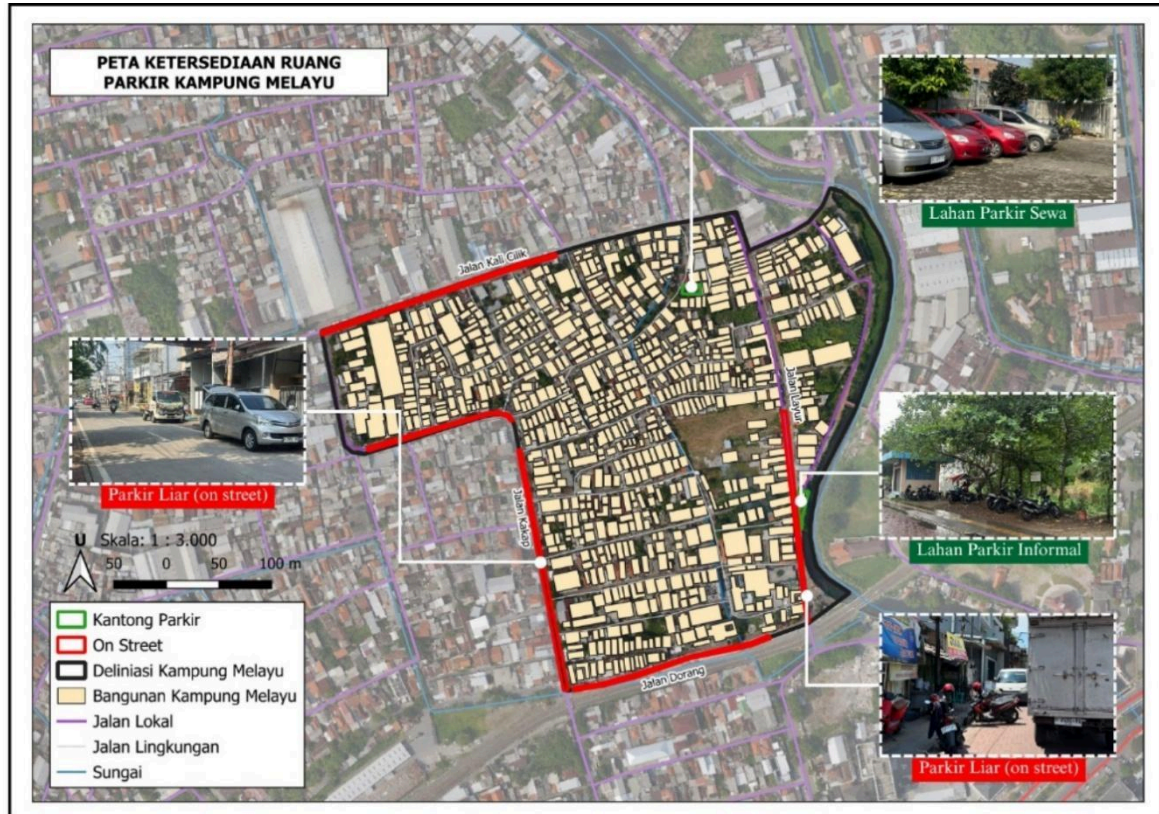 PETA KETERSEDIAAN RUANG
PARKIR KAMPUNG MELAYU
Lahan Parkir Sewa
Jalan Kali Cilik
Jalan Layur
Parkir Liar (on street)
Jalan Kakap
Lahan Parkir Informal
U Skala: 1 : 3.000
50 0 50 100 m
Kantong Parkir
On Street
Deliniasi Kampung Melayu
Bangunan Kampung Melayu
Jalan Lokal
Jalan Lingkungan
Sungai
Jalan Dorang
Parkir Liar (on street)